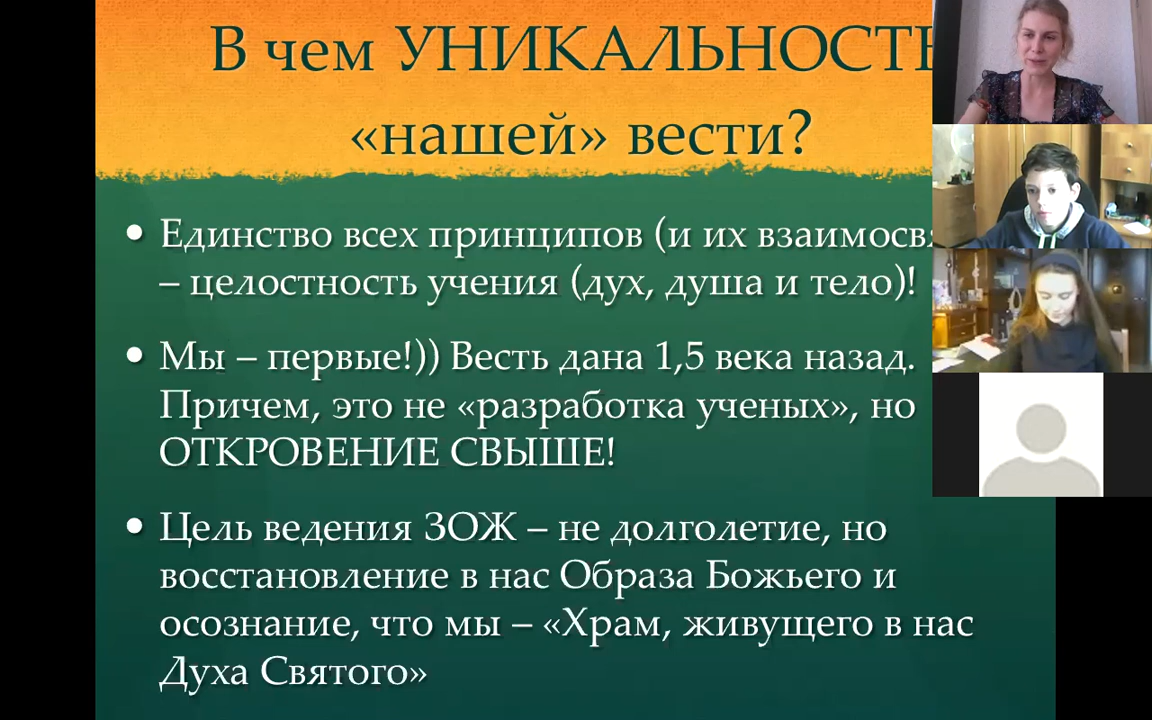 В чем УНИКАЛЬНОСТЬ
«нашей» вести?
• Единство всех принципов (и их
– целостность учения (дух, душа и тело)!
• Мы – первые!)) Весть дана 1,5 века назад.
Причем, это не «разработка ученых», но
ОТКРОВЕНИЕ СВЫШЕ!
• Цель ведения ЗОЖ – не долголетие, но
восстановление в нас Образа Божьего и
осознание, что мы – «Храм, живущего в нас
Духа Святого»